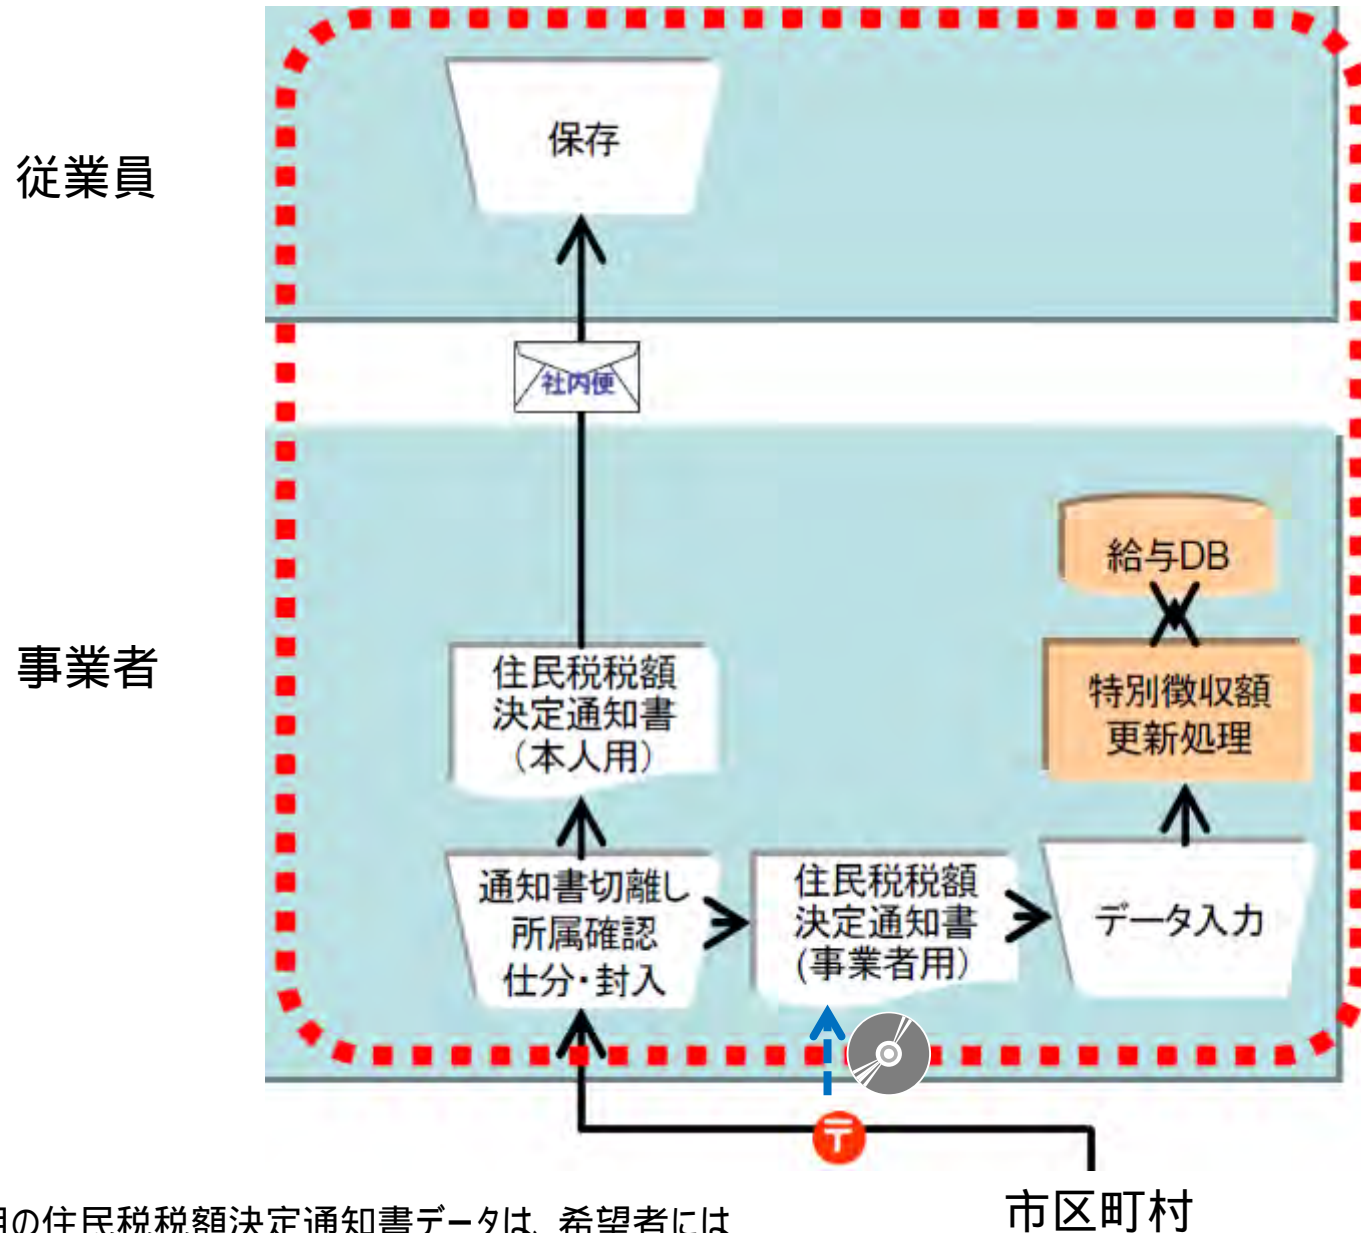 保存
従業員
社内便
給与DB
事業者
住民税税額
決定通知書
(本人用)
特別徴収額
更新処理
通知書切離し
所属確認
仕分・封入
住民税税額
決定通知書
(事業者用)
データ入力
〒
市区町村
の住民税税額決定通知書データは、希望者には